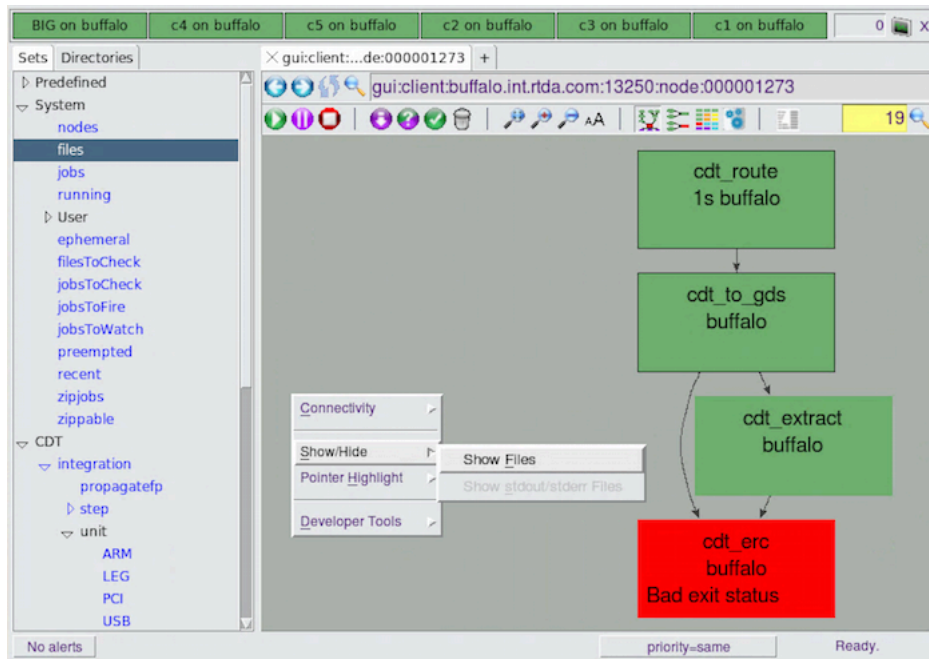 BIG on buffalo
c4 on buffalo
c5 on buffalo
c2 on buffalo
c3 on buffalo
c1 on buffalo
0
X
Sets
Directories
gui:client:...de:000001273
+
gui:client:buffalo.int.rtda.com:13250:node:000001273
AA
19
Predefined
System
nodes
files
jobs
running
User
ephemeral
filesToCheck
jobsToCheck
jobsToFire
jobsToWatch
preempted
recent
zipjobs
zippable
CDT
integration
propagatefp
step
unit
ARM
LEG
PCI
USB
cdt_route
1s buffalo
cdt_to_gds
buffalo
cdt_extract
buffalo
cdt_erc
buffalo
Bad exit status
Connectivity
Show/Hide
Pointer Highlight
Developer Tools
Show Files
Show stdout/stderr Files
No alerts
priority=same
Ready.